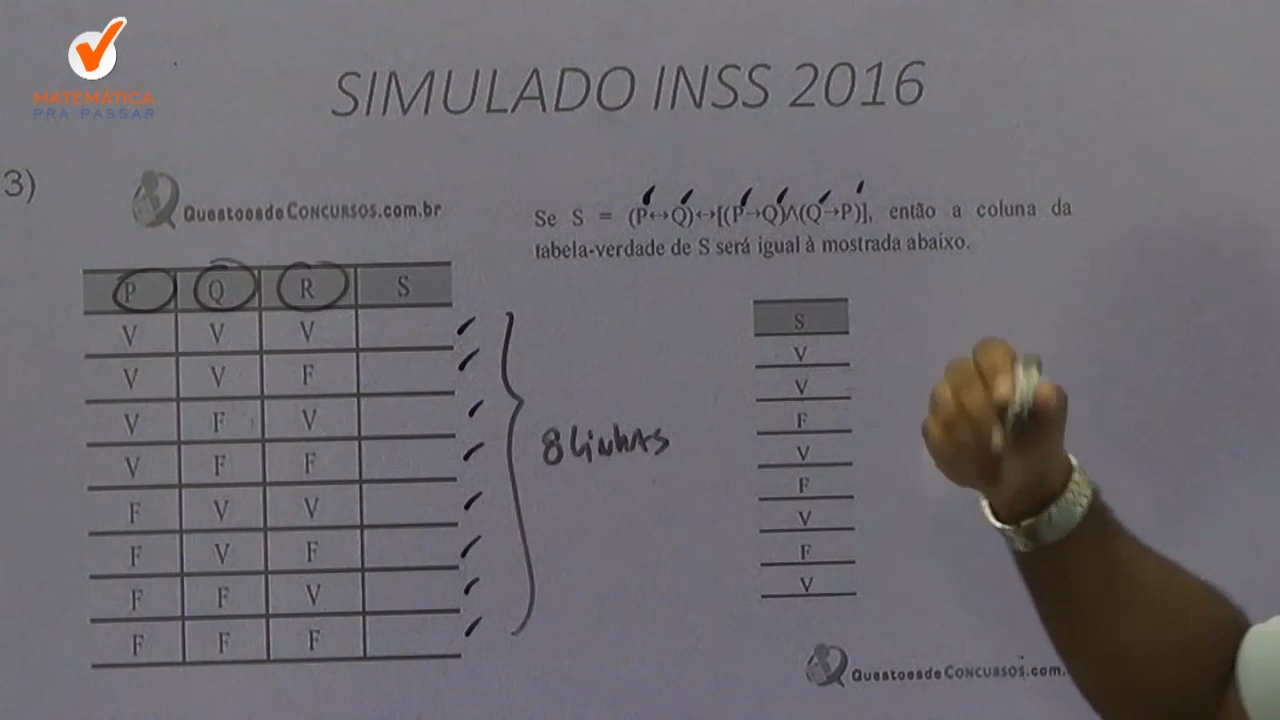 MATEMÁTICA
PRA PASSAR
SIMULADO INSS 2016
3)
QuestoesdeCONCURSOS.com.br
Se S = (P↔Q)↔[(P→Q)∧(Q→P)], então a coluna da
tabela-verdade de S será igual à mostrada abaixo.
P Q R S
V V V
V V F
V F V
V F F
F V V
F V F
F F V
F F F
8 linhas
S
V
V
F
V
F
V
F
V
QuestoesdeCONCURSOS.com.